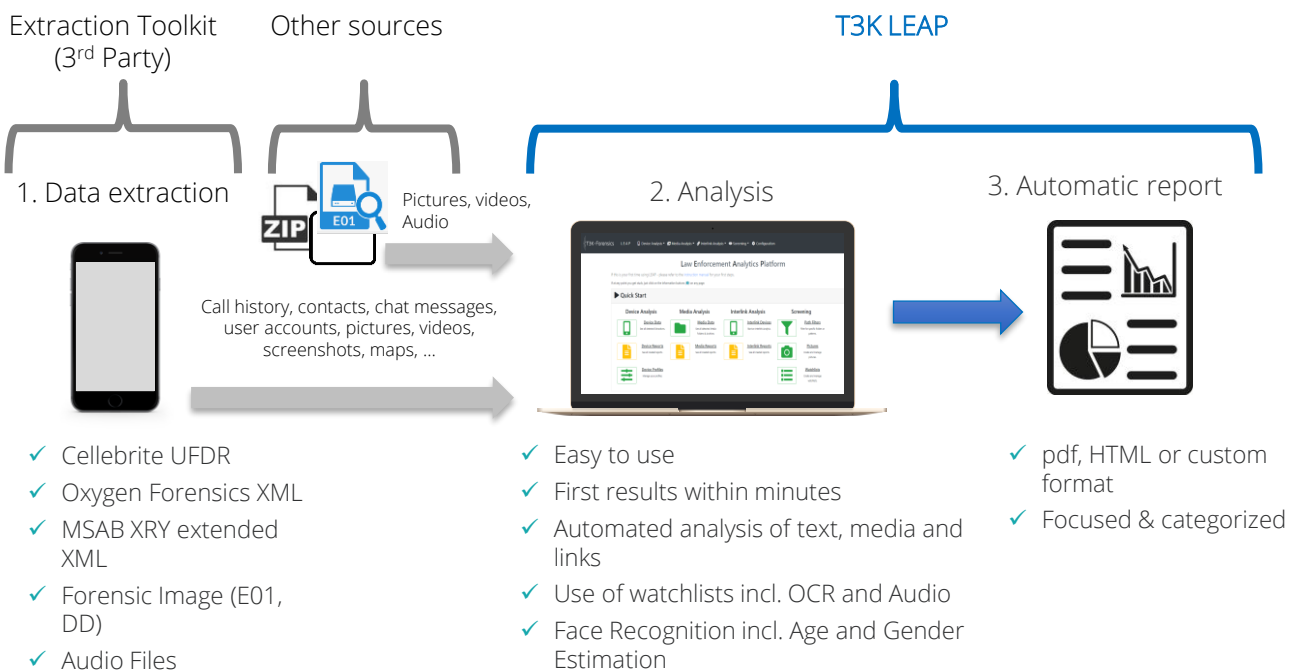 Extraction Toolkit
(3rd Party)
Other sources
T3K LEAP
1. Data extraction
ZIP
E01
Pictures, videos,
Audio
2. Analysis
3. Automatic report
Call history, contacts, chat messages,
user accounts, pictures, videos,
screenshots, maps, ...
Law Enforcement Analytics Platform
Quick Start
Device Analysis
Media Analysis
Interlink Analysis
Screening
✓ Cellebrite UFDR
✓ Oxygen Forensics XML
✓ MSAB XRY extended
XML
✓ Forensic Image (E01,
DD)
✓ Audio Files
✓ Easy to use
✓ First results within minutes
✓ Automated analysis of text, media and
links
✓ Use of watchlists incl. OCR and Audio
✓ Face Recognition incl. Age and Gender
Estimation
✓ pdf, HTML or custom
format
✓ Focused & categorized